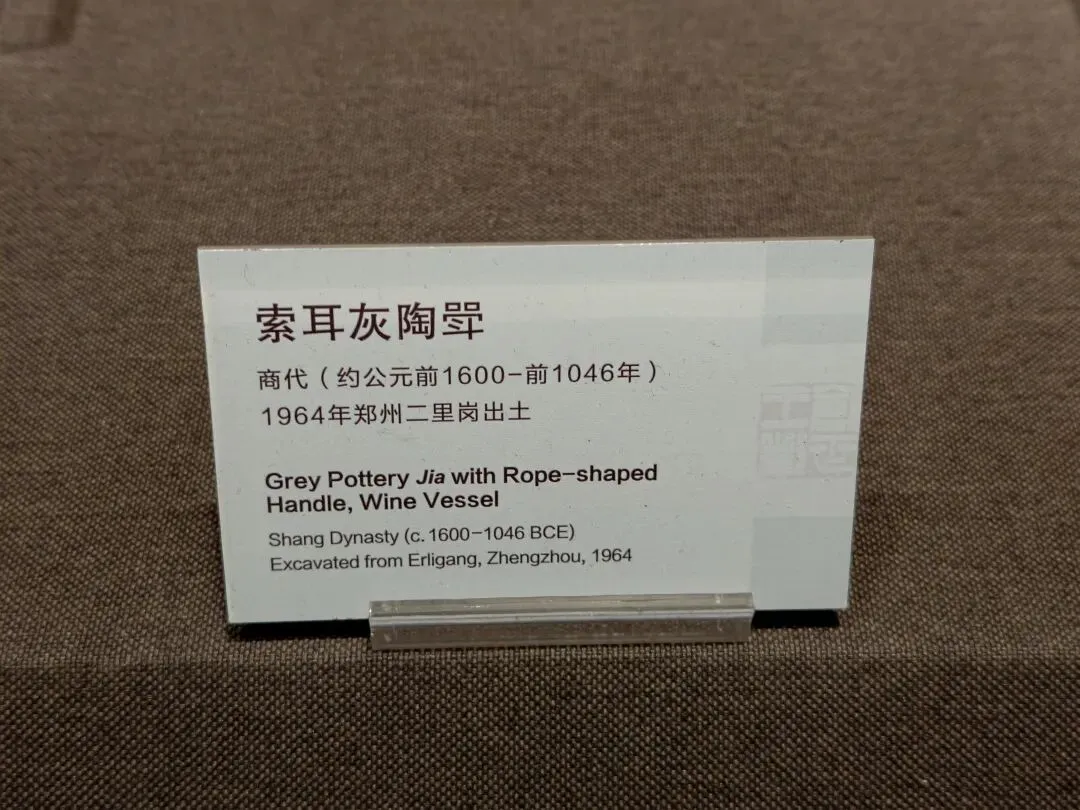 索耳灰陶斝
商代（约公元前1600-前1046年）
1964年郑州二里岗出土
Grey Pottery Jia with Rope-shaped
Handle, Wine Vessel
Shang Dynasty (c. 1600-1046 BCE)
Excavated from Erligang, Zhengzhou, 1964